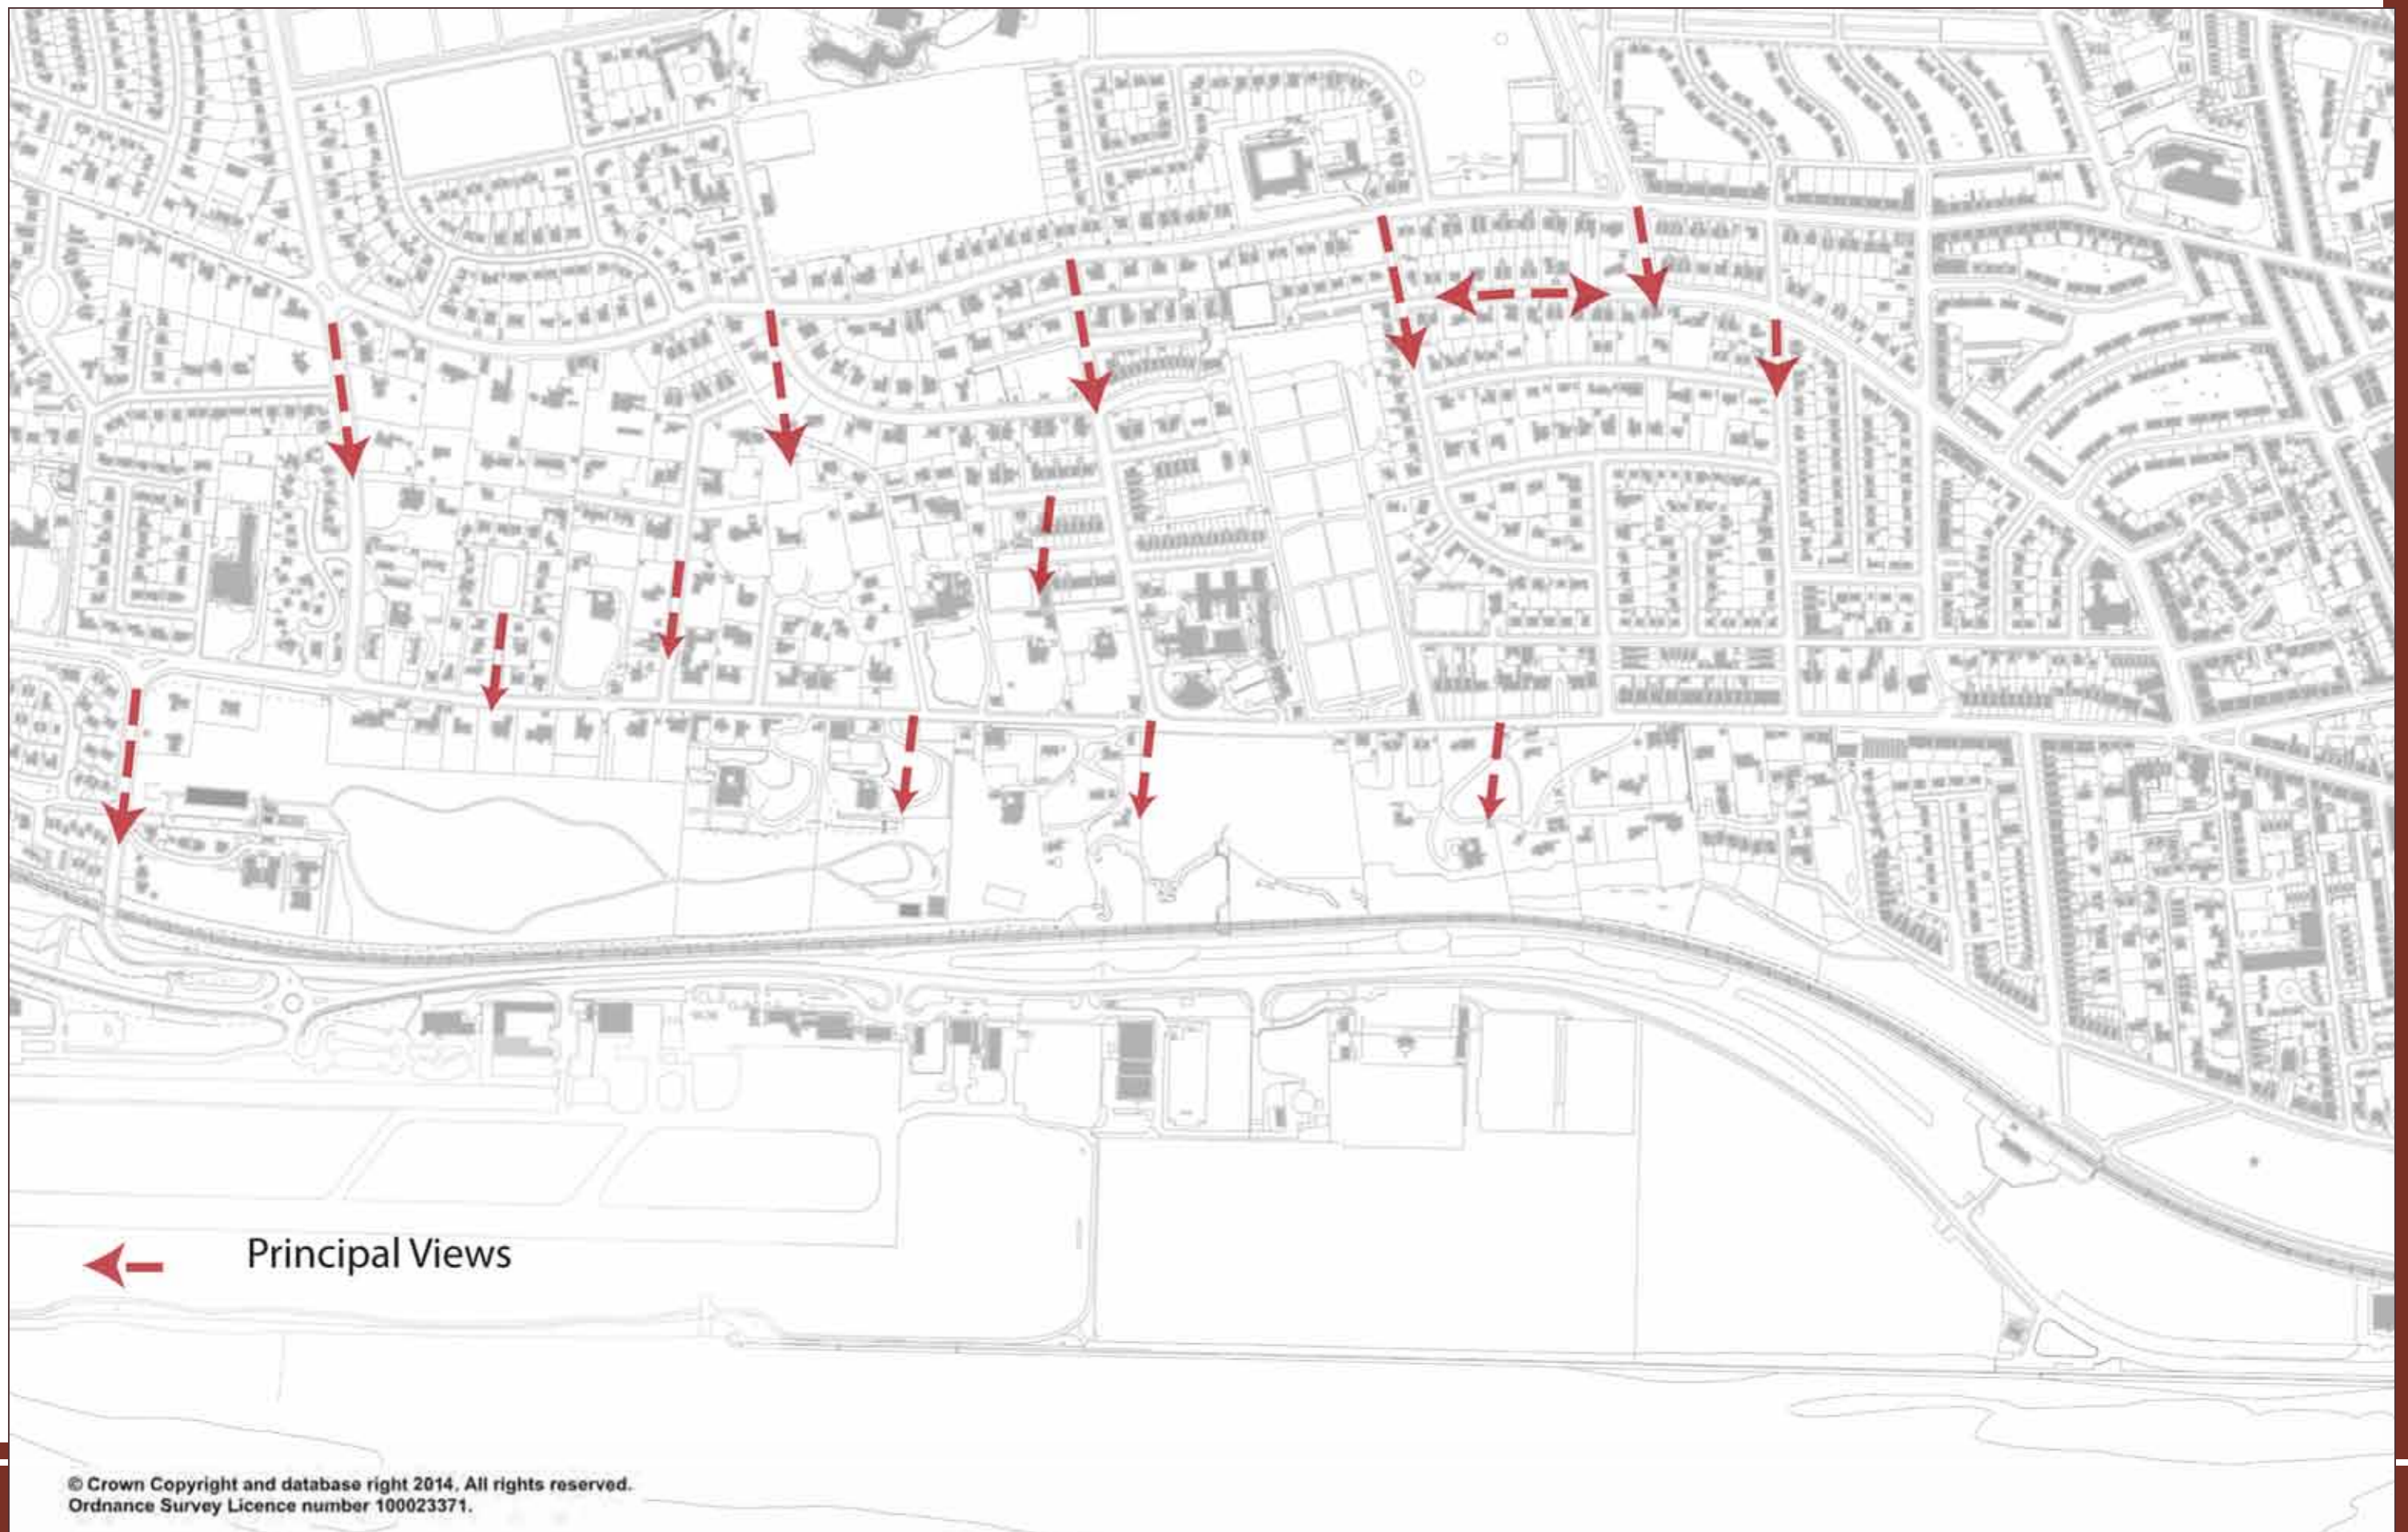 Principal Views
© Crown Copyright and database right 2014. All rights reserved.
Ordnance Survey Licence number 100023371.